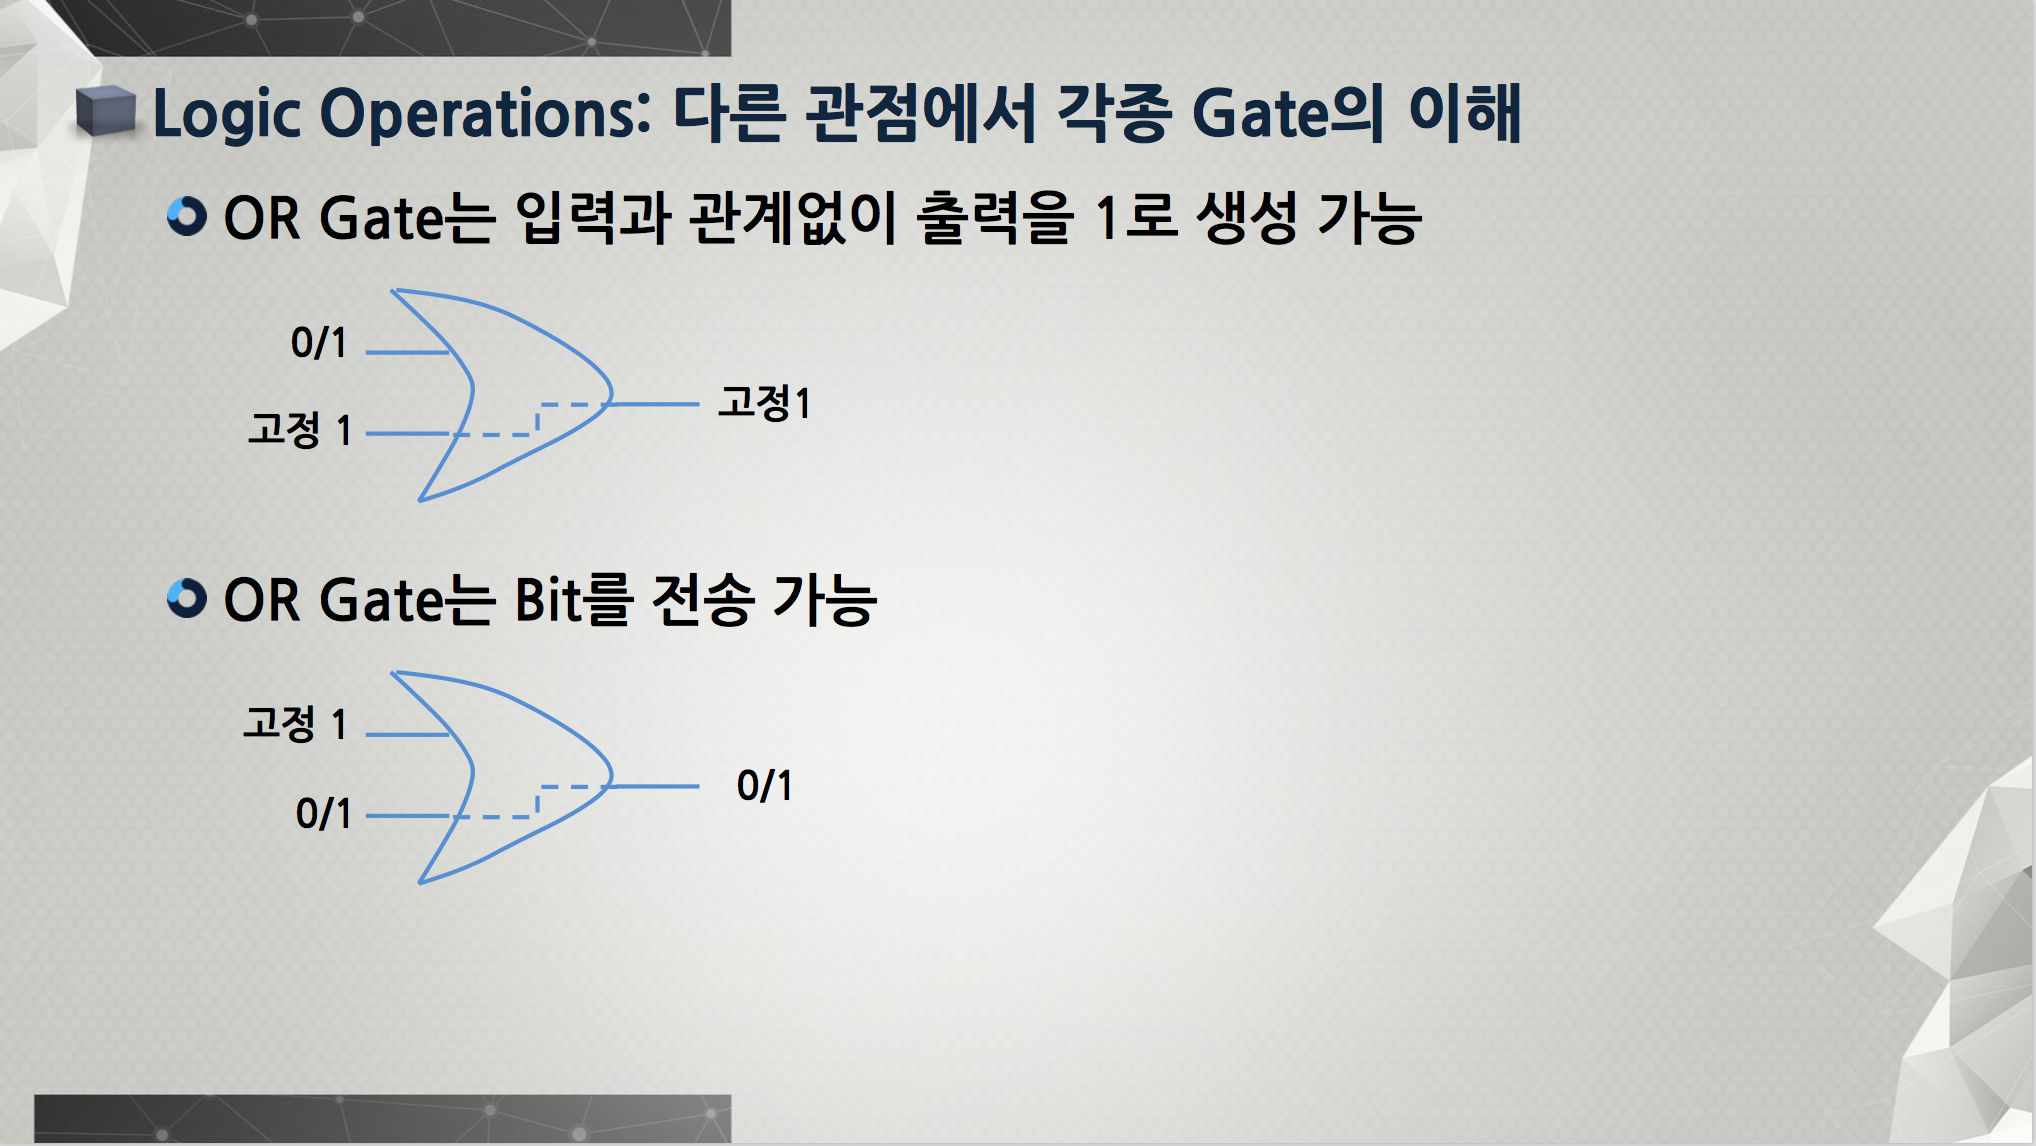 Logic Operations: 다른 관점에서 각종 Gate의 이해
OR Gate는 입력과 관계없이 출력을 1로 생성 가능
0/1
고정 1
고정1
OR Gate는 Bit를 전송 가능
고정 1
0/1
0/1